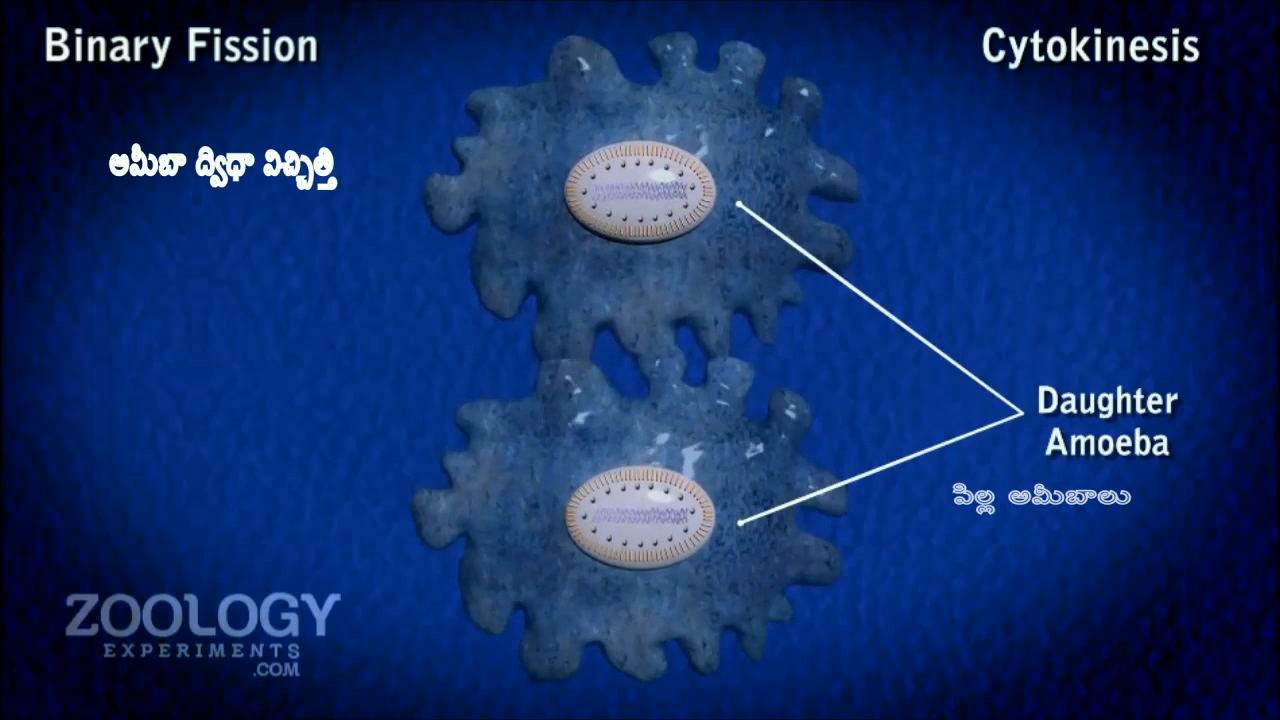 Binary Fission
Cytokinesis
అమీబా ద్విధా విచ్ఛిత్తి
Daughter
Amoeba
పిల్ల అమీబాలు
ZOOLOGY
EXPERIMENTS
.COM